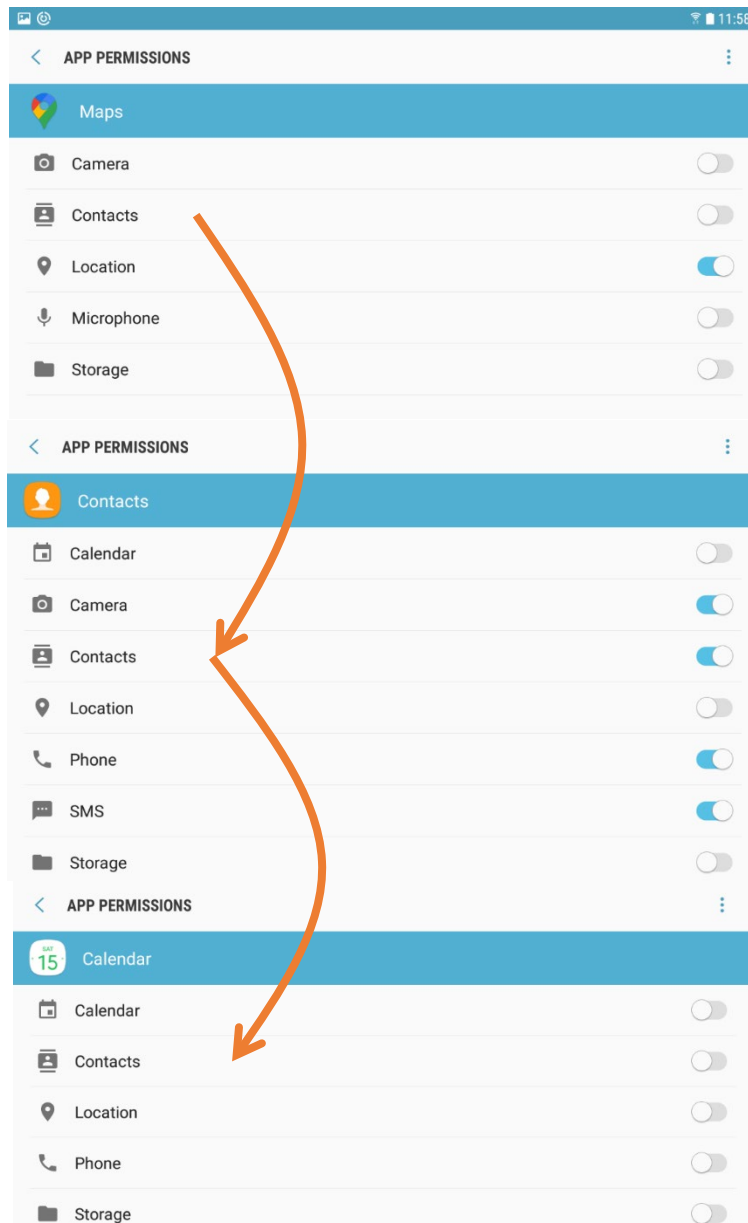 11:58
APP PERMISSIONS
Maps
Camera
Contacts
Location
Microphone
Storage
APP PERMISSIONS
Contacts
Calendar
Camera
Contacts
Location
Phone
SMS
Storage
APP PERMISSIONS
SAT
15
Calendar
Calendar
Contacts
Location
Phone
Storage